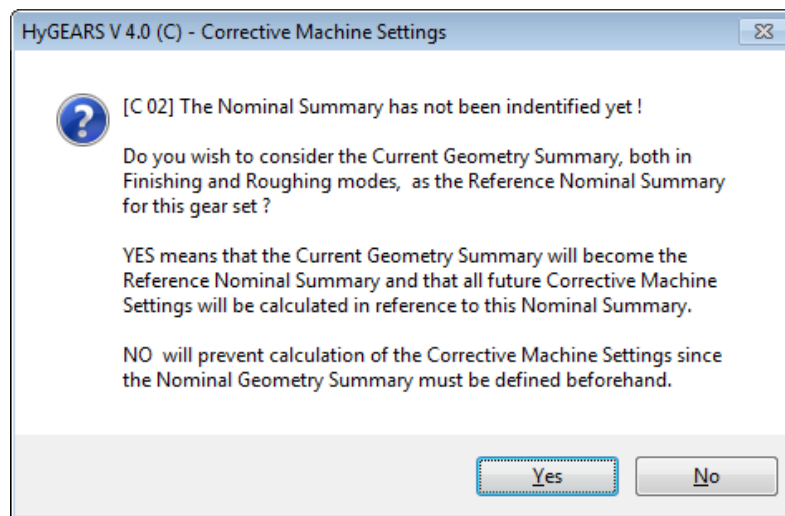 HyGEARS V 4.0 (C) - Corrective Machine Settings
[C 02] The Nominal Summary has not been indentified yet !
Do you wish to consider the Current Geometry Summary, both in
Finishing and Roughing modes,  as the Reference Nominal Summary
for this gear set ?
YES means that the Current Geometry Summary will become the
Reference Nominal Summary and that all future Corrective Machine
Settings will be calculated in reference to this Nominal Summary.
NO  will prevent calculation of the Corrective Machine Settings since
the Nominal Geometry Summary must be defined beforehand.
Yes No